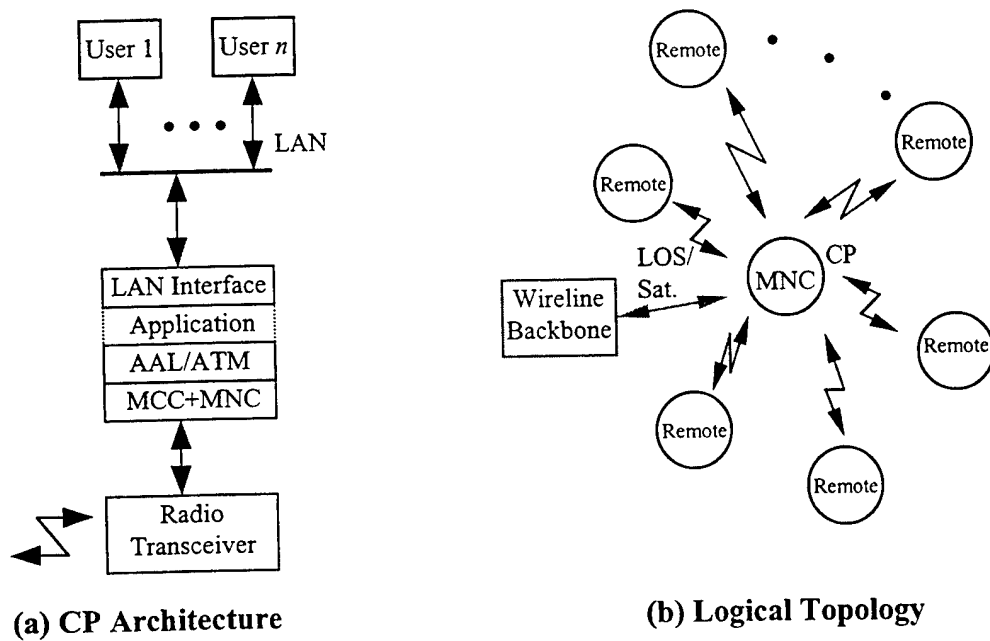 User 1
User n
LAN
LAN Interface
Application
AAL/ATM
MCC+MNC
Radio
Transceiver
(a) CP Architecture
Remote
Remote
Remote
LOS/
Sat.
CP
MNC
Wireline
Backbone
Remote
Remote
Remote
(b) Logical Topology